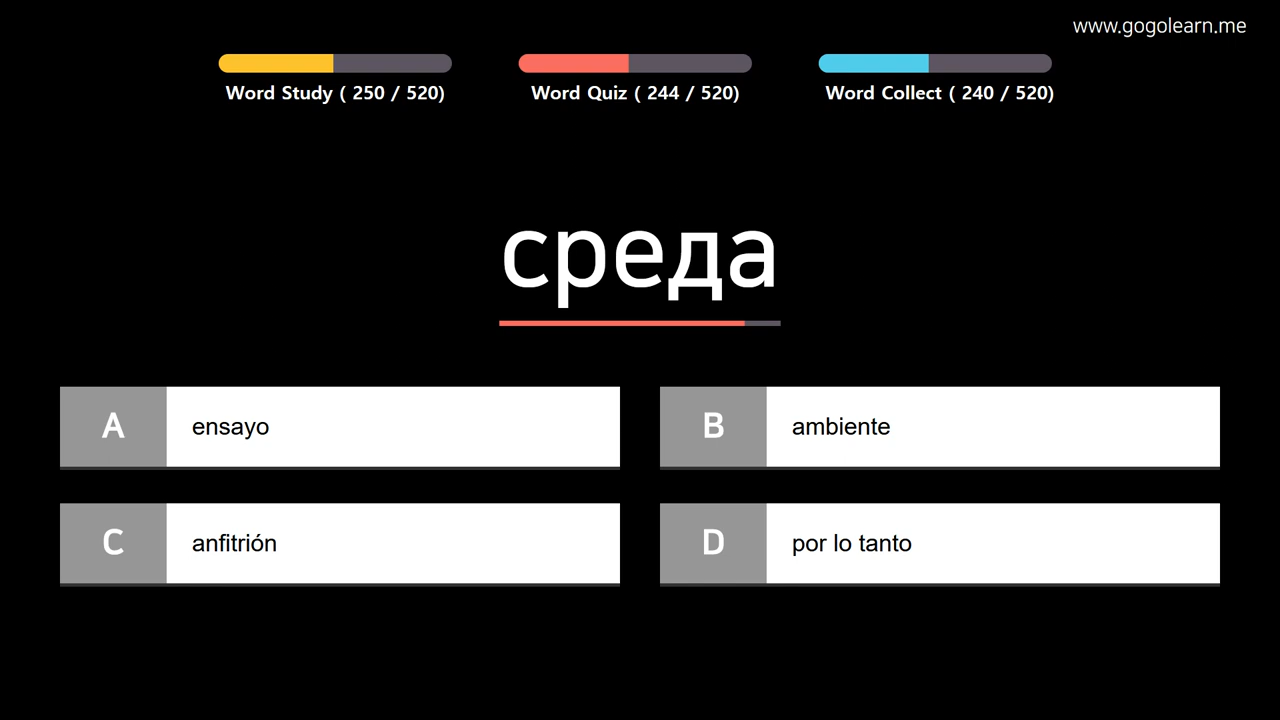 www.gogolearn.me
Word Study ( 250 / 520)
Word Quiz ( 244 / 520)
Word Collect ( 240 / 520)
среда
A ensayo
B ambiente
C anfitrión
D por lo tanto